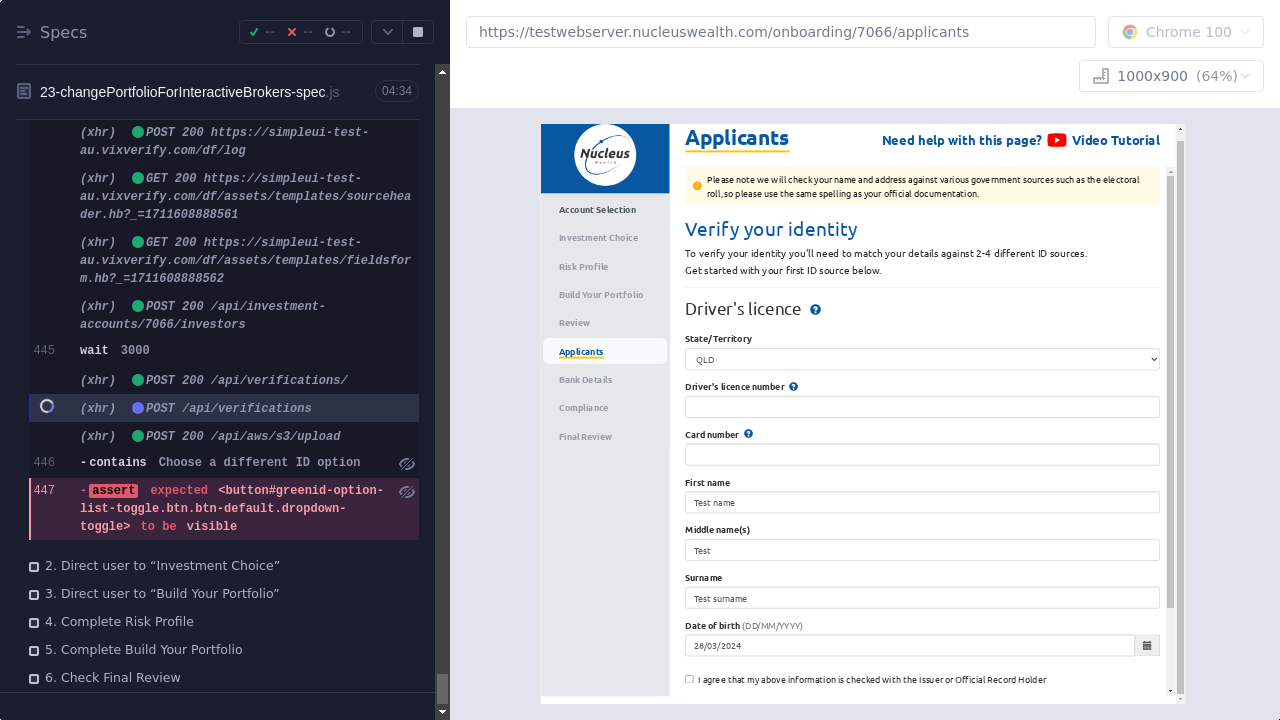 Specs
--
--
--
23-changePortfolioForInteractiveBrokers-spec.js
04:34
(xhr) POST 200 https://simpleui-test-
au.vixverify.com/df/log
(xhr) GET 200 https://simpleui-test-
au.vixverify.com/df/assets/templates/sourcehea
der.hb?_=1711608888561
(xhr) GET 200 https://simpleui-test-
au.vixverify.com/df/assets/templates/fieldsfor
m.hb?_=1711608888562
(xhr) POST 200 /api/investment-
accounts/7066/investors
445 wait 3000
(xhr) POST 200 /api/verifications/
(xhr) POST /api/verifications
(xhr) POST 200 /api/aws/s3/upload
446 -contains Choose a different ID option
447 -assert expected <button#greenid-option-
list-toggle.btn.btn-default.dropdown-
toggle> to be visible
2. Direct user to “Investment Choice”
3. Direct user to “Build Your Portfolio”
4. Complete Risk Profile
5. Complete Build Your Portfolio
6. Check Final Review
https://testwebserver.nucleuswealth.com/onboarding/7066/applicants
Chrome 100
1000x900 (64%)
Nucleus
Wealth
Account Selection
Investment Choice
Risk Profile
Build Your Portfolio
Review
Applicants
Bank Details
Compliance
Final Review
Applicants
Need help with this page? Video Tutorial
Please note we will check your name and address against various government sources such as the electoral
roll,so please use the same spelling as your official documentation.
Verify your identity
To verify your identity you'll need to match your details against 2-4 different ID sources.
Get started with your first ID source below.
Driver's licence
State/Territory
QLD
Driver's licence number
Card number
First name
Test name
Middle name(s)
Test
Surname
Test surname
Date of birth (DD/MM/YYYY)
28/03/2024
I agree that my above information is checked with the Issuer or Official Record Holder